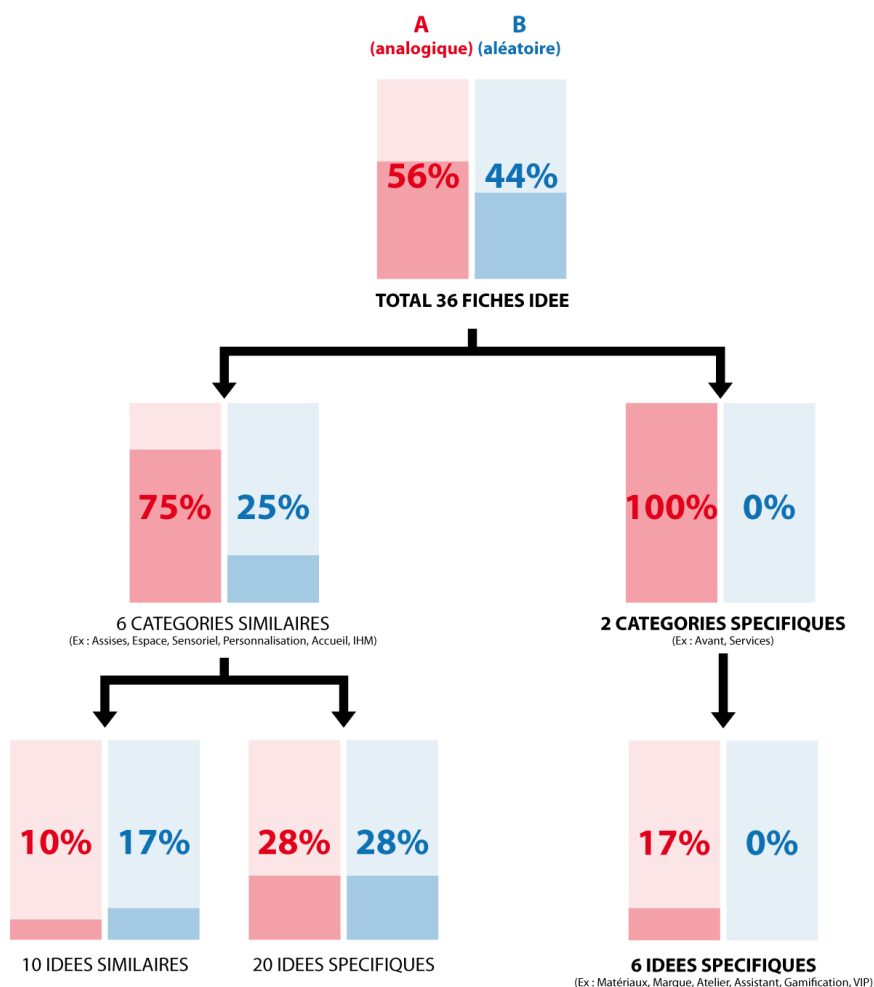 A B
(analogique) (aléatoire)
56% 44%
TOTAL 36 FICHES IDEE
75% 25% 100% 0%
6 CATEGORIES SIMILAIRES 2 CATEGORIES SPECIFIQUES
(Ex : Assises, Espace, Sensoriel, Personnalisation, Accueil, IHM) (Ex : Avant, Services)
10% 17% 28% 28% 17% 0%
10 IDEES SIMILAIRES 20 IDEES SPECIFIQUES 6 IDEES SPECIFIQUES
(Ex : Matériaux, Marque, Atelier, Assistant, Gamification, VIP)